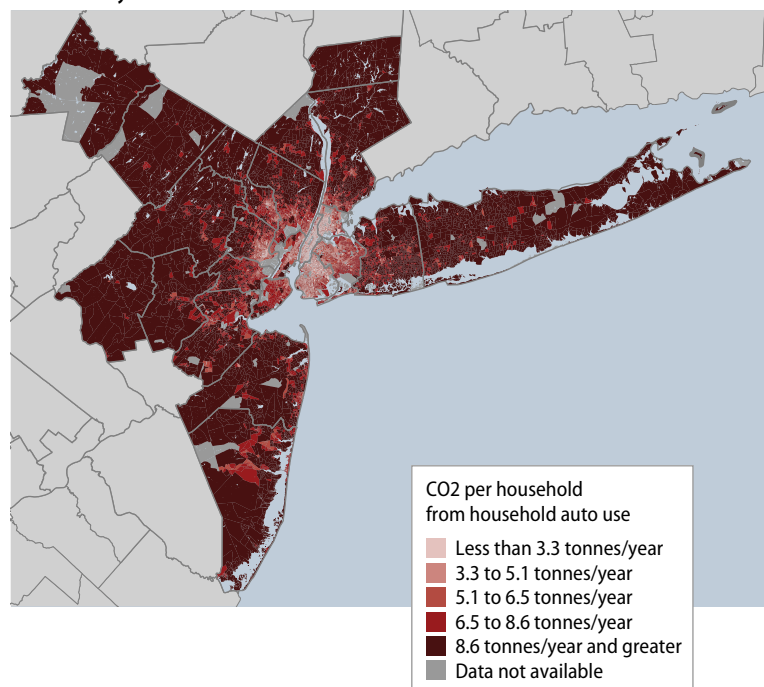 CO2 per household
from household auto use
Less than 3.3 tonnes/year
3.3 to 5.1 tonnes/year
5.1 to 6.5 tonnes/year
6.5 to 8.6 tonnes/year
8.6 tonnes/year and greater
Data not available